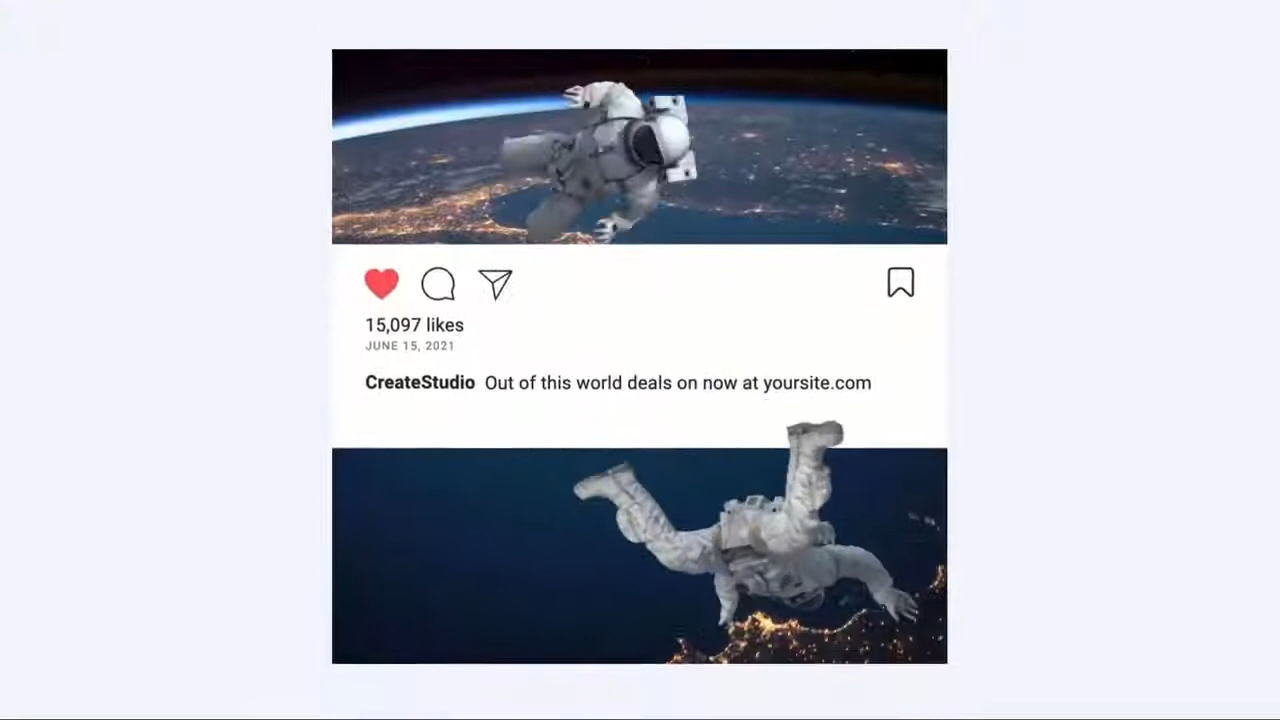 15,097 likes
JUNE 15, 2021
CreateStudio Out of this world deals on now at yoursite.com